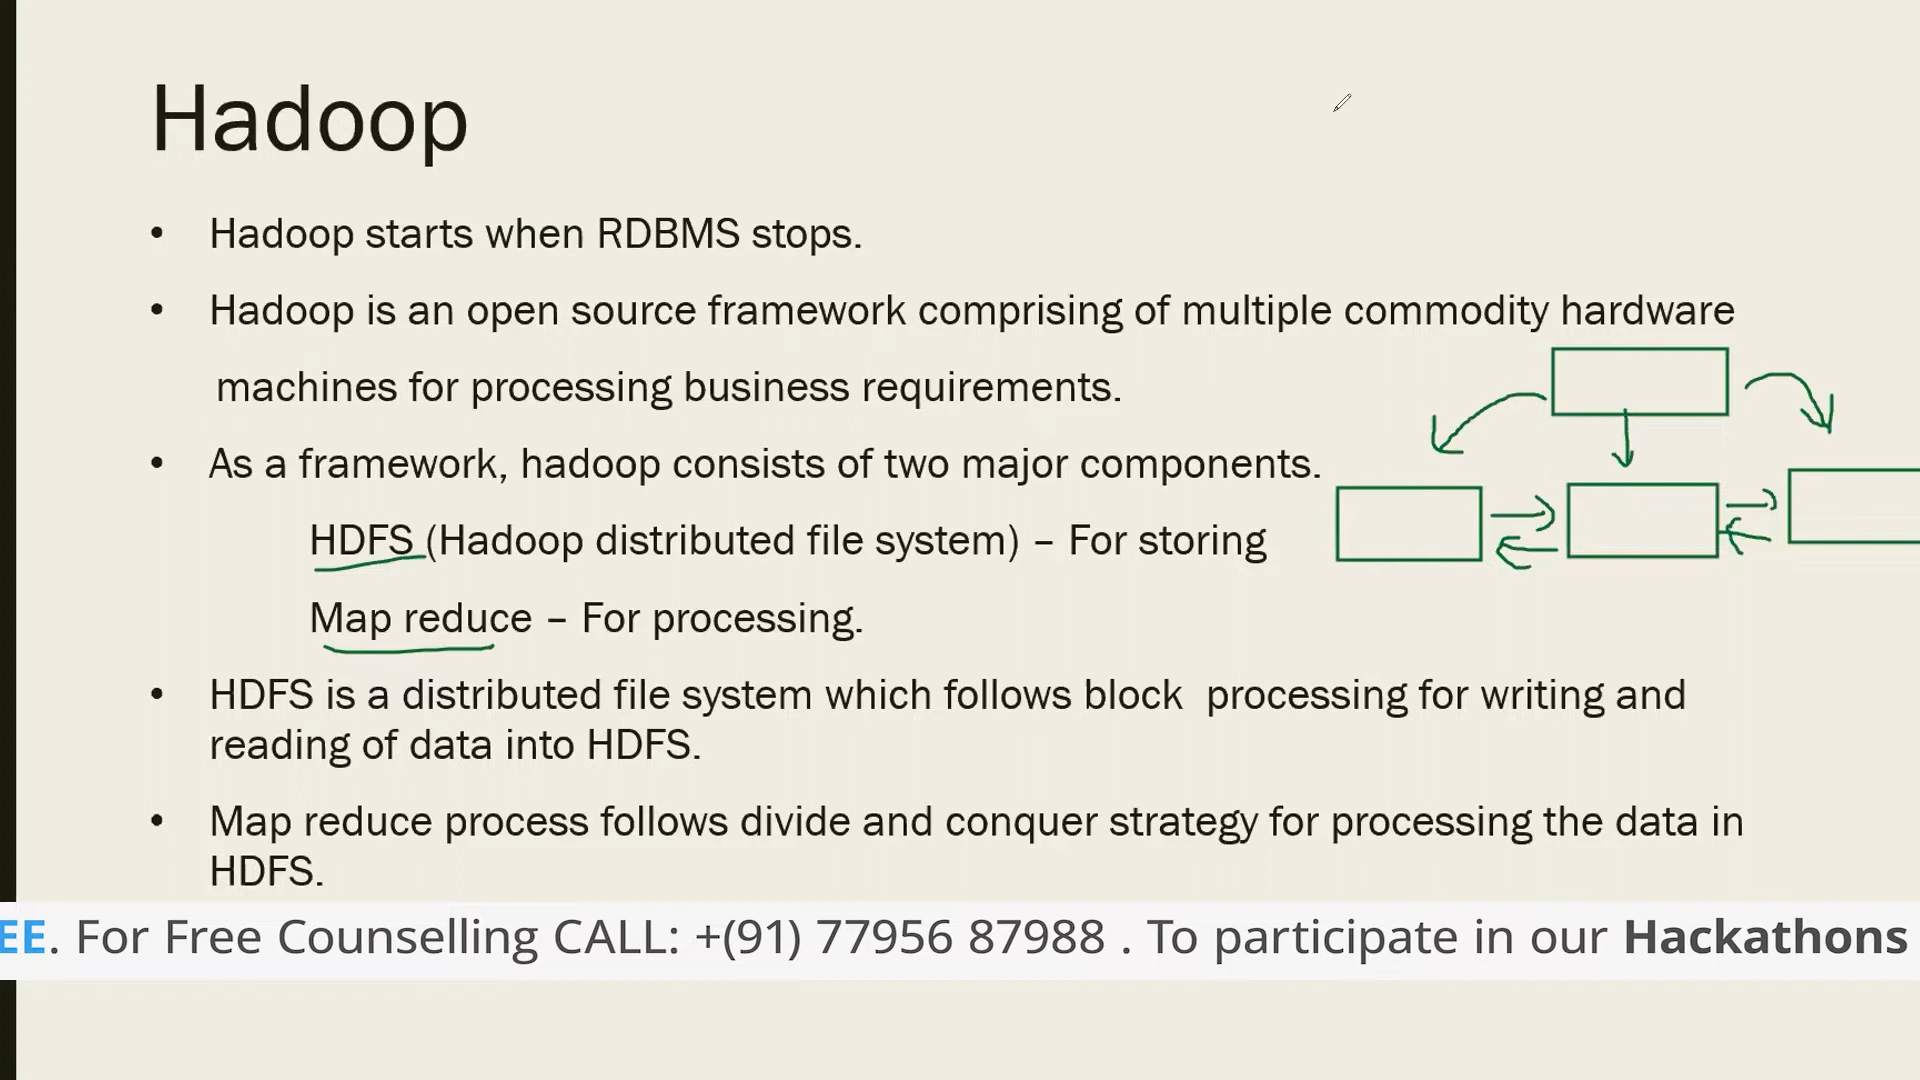 Hadoop
• Hadoop starts when RDBMS stops.
• Hadoop is an open source framework comprising of multiple commodity hardware
machines for processing business requirements.
• As a framework, hadoop consists of two major components.
HDFS (Hadoop distributed file system) – For storing
Map reduce – For processing.
• HDFS is a distributed file system which follows block  processing for writing and
reading of data into HDFS.
• Map reduce process follows divide and conquer strategy for processing the data in
HDFS.
EE. For Free Counselling CALL: +(91) 77956 87988 . To participate in our Hackathons